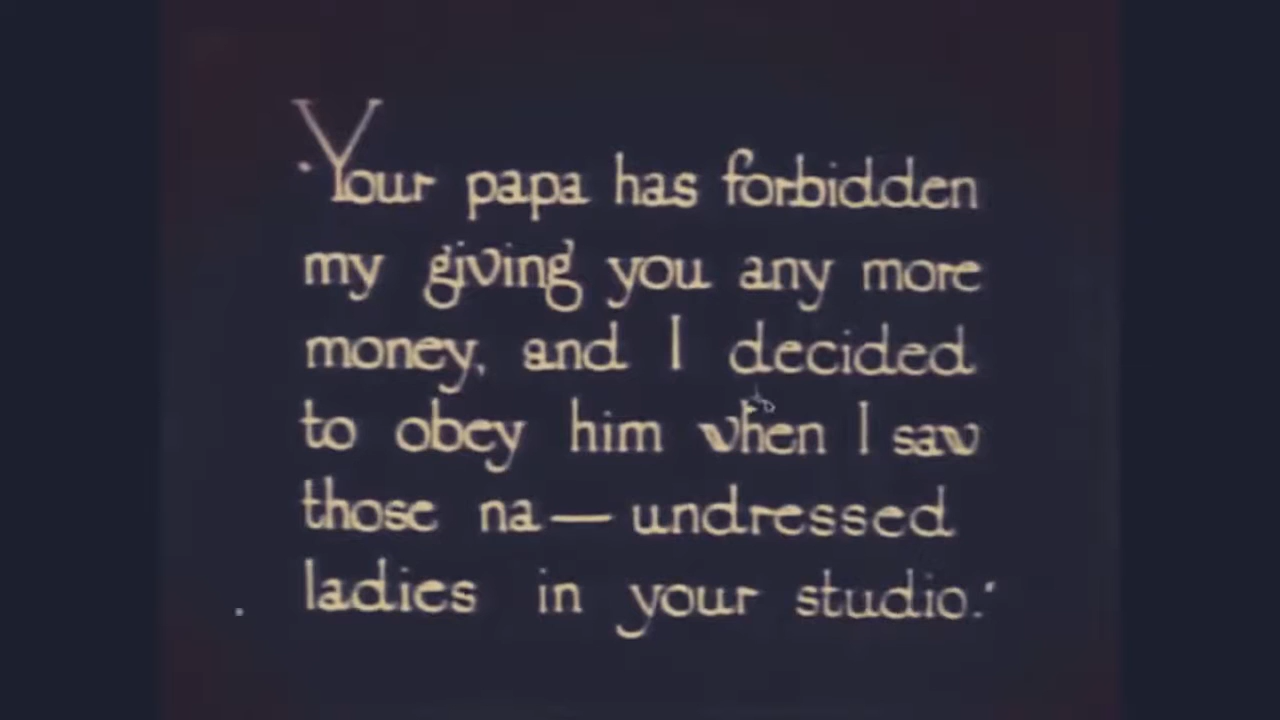 "Your papa has forbidden
my giving you any more
money, and I decided
to obey him when I saw
those na—undressed
ladies in your studio."